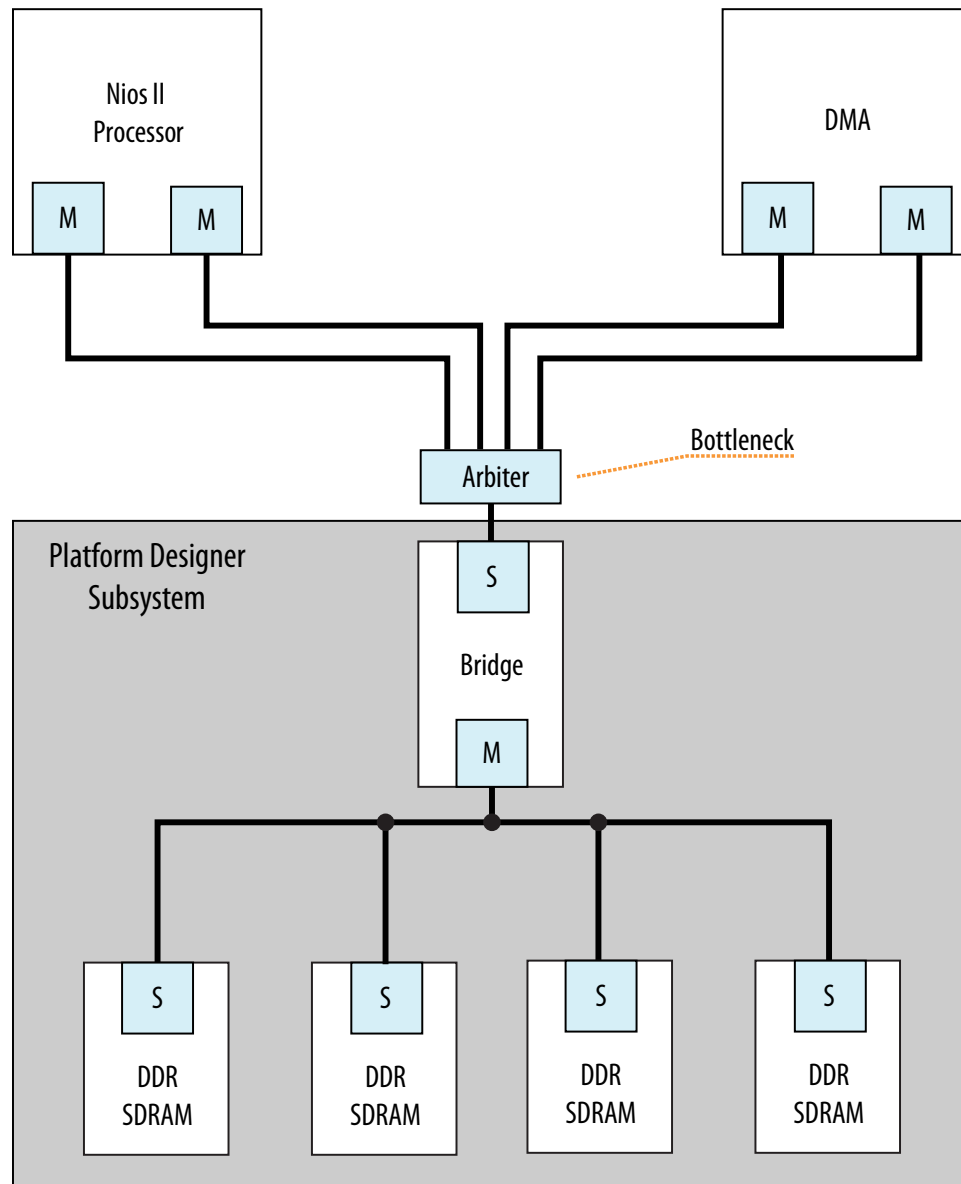 Nios II
Processor
DMA
M
M
M
M
Bottleneck
Arbiter
Platform Designer
Subsystem
S
Bridge
M
S
S
S
S
DDR
SDRAM
DDR
SDRAM
DDR
SDRAM
DDR
SDRAM